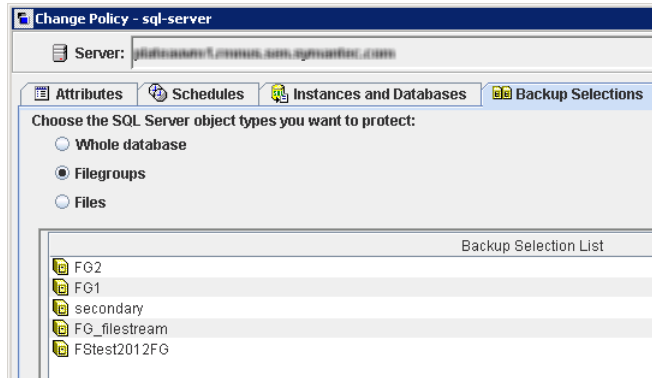 Change Policy - sql-server
Server:
Attributes Schedules Instances and Databases Backup Selections
Choose the SQL Server object types you want to protect:
Whole database
Filegroups
Files
Backup Selection List
FG2
FG1
secondary
FG_filestream
FStest2012FG